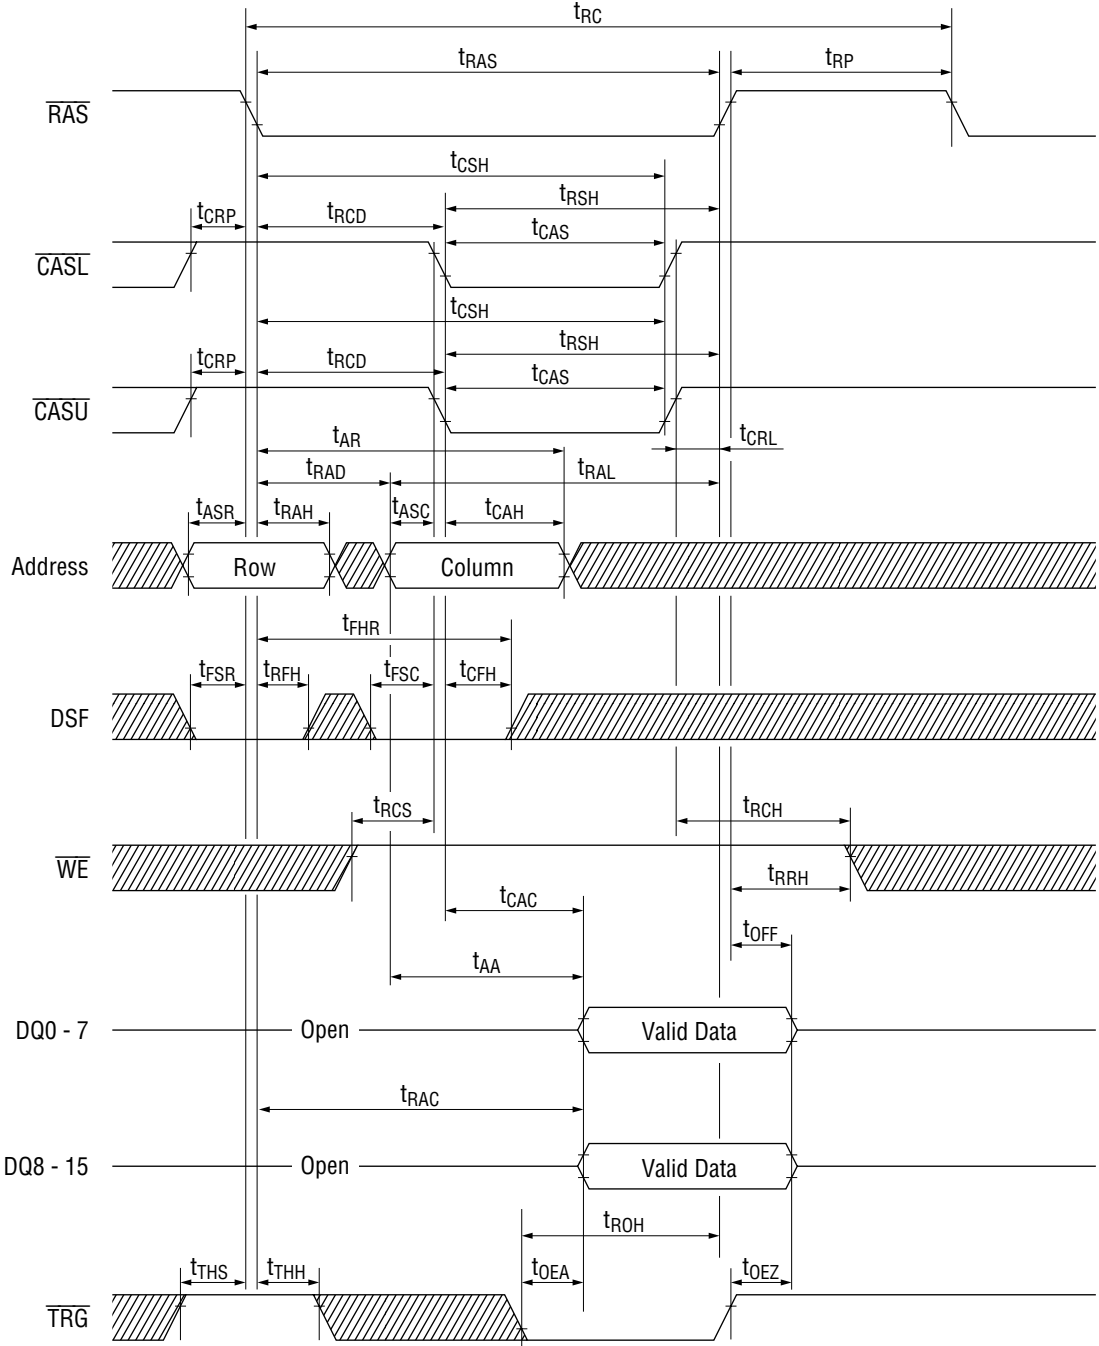 tRC
tRAS tRP
RAS
tCSH
tRSH
tCRP tRCD tCAS
CASL
tCSH
tRSH
tCRP tRCD tCAS
CASU
tAR tCRL
tRAD tRAL
tASR tRAH tASC tCAH
Address Row Column
tFHR
tFSR tRFH tFSC tCFH
DSF
tRCS tRCH
WE
tRRH
tCAC
tOFF
tAA
DQ0 - 7 Open Valid Data
tRAC
DQ8 - 15 Open Valid Data
tROH
tTHS tTHH tOEA tOEZ
TRG